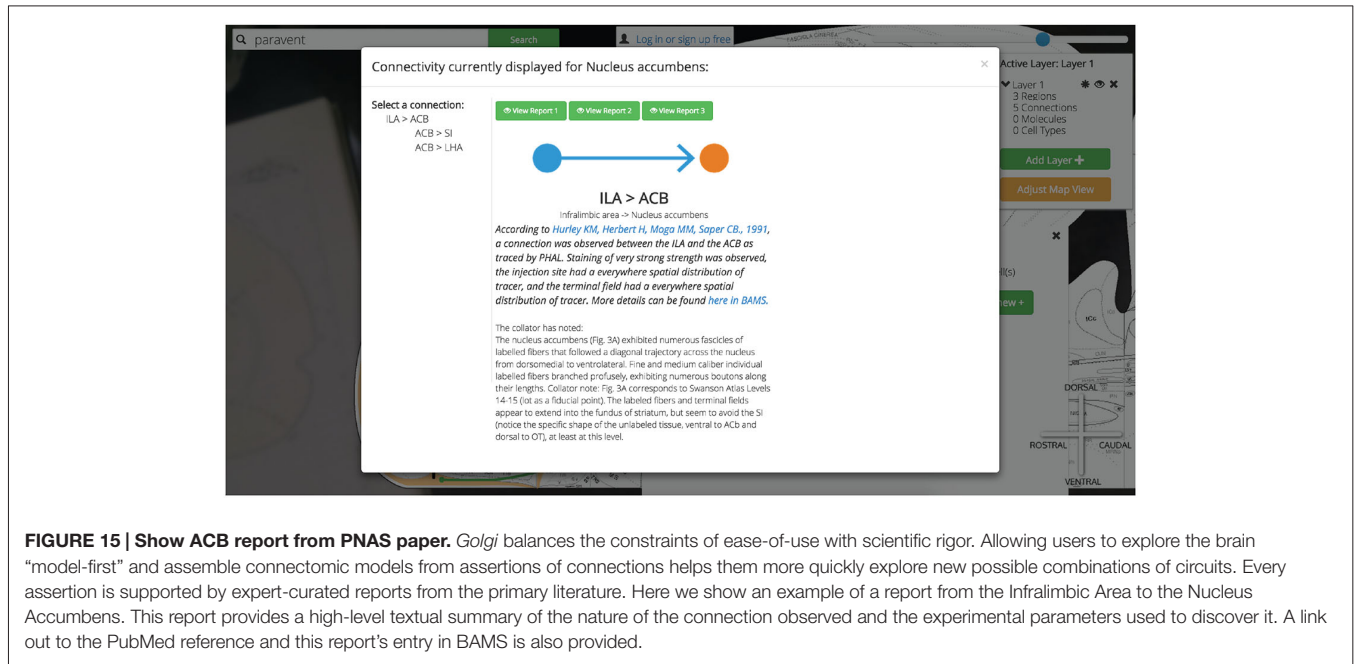 paravent
Search
Log in or sign up free
Connectivity currently displayed for Nucleus accumbens:
×
Active Layer: Layer 1
Layer 1
3 Regions
5 Connections
0 Molecules
0 Cell Types
Add Layer +
Adjust Map View
Select a connection:
ILA > ACB
ACB > SI
ACB > LHA
View Report 1
View Report 2
View Report 3
ILA > ACB
Infralimbic area -> Nucleus accumbens
According to Hurley KM, Herbert H, Moga MM, Saper CB., 1991,
a connection was observed between the ILA and the ACB as
traced by PHAL. Staining of very strong strength was observed,
the injection site had a everywhere spatial distribution of
tracer, and the terminal field had a everywhere spatial
distribution of tracer. More details can be found here in BAMS.
The collator has noted:
The nucleus accumbens (Fig. 3A) exhibited numerous fascicles of
labelled fibers that followed a diagonal trajectory across the nucleus
from dorsomedial to ventrolateral. Fine and medium caliber individual
labelled fibers branched profusely, exhibiting numerous boutons along
their lengths. Collator note: Fig. 3A corresponds to Swanson Atlas Levels
14-15 (lot as a fiducial point). The labeled fibers and terminal fields
appear to extend into the fundus of striatum, but seem to avoid the SI
(notice the specific shape of the unlabeled tissue, ventral to ACb and
dorsal to OT), at least at this level.
ll(s)
new +
DORSAL
ROSTRAL
CAUDAL
VENTRAL
FIGURE 15 | Show ACB report from PNAS paper. Golgi balances the constraints of ease-of-use with scientific rigor. Allowing users to explore the brain
“model-first” and assemble connectomic models from assertions of connections helps them more quickly explore new possible combinations of circuits. Every
assertion is supported by expert-curated reports from the primary literature. Here we show an example of a report from the Infralimbic Area to the Nucleus
Accumbens. This report provides a high-level textual summary of the nature of the connection observed and the experimental parameters used to discover it. A link
out to the PubMed reference and this report’s entry in BAMS is also provided.